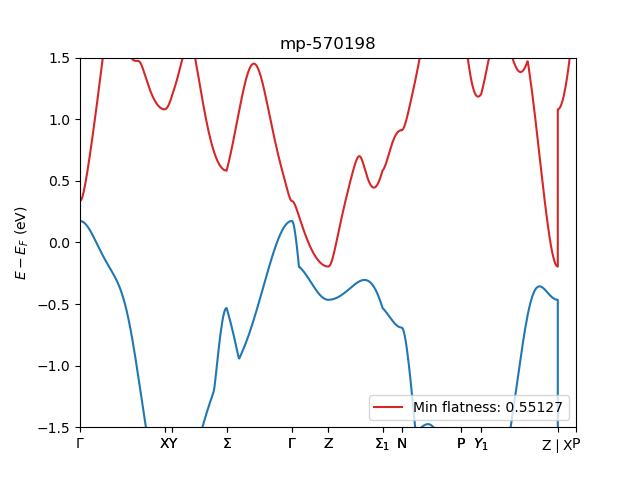 mp-570198
E − E_F (eV)
1.5
1.0
0.5
0.0
−0.5
−1.0
−1.5
Min flatness: 0.55127
Γ XY Σ Γ Z Σ₁ N P Y₁ Z | XP